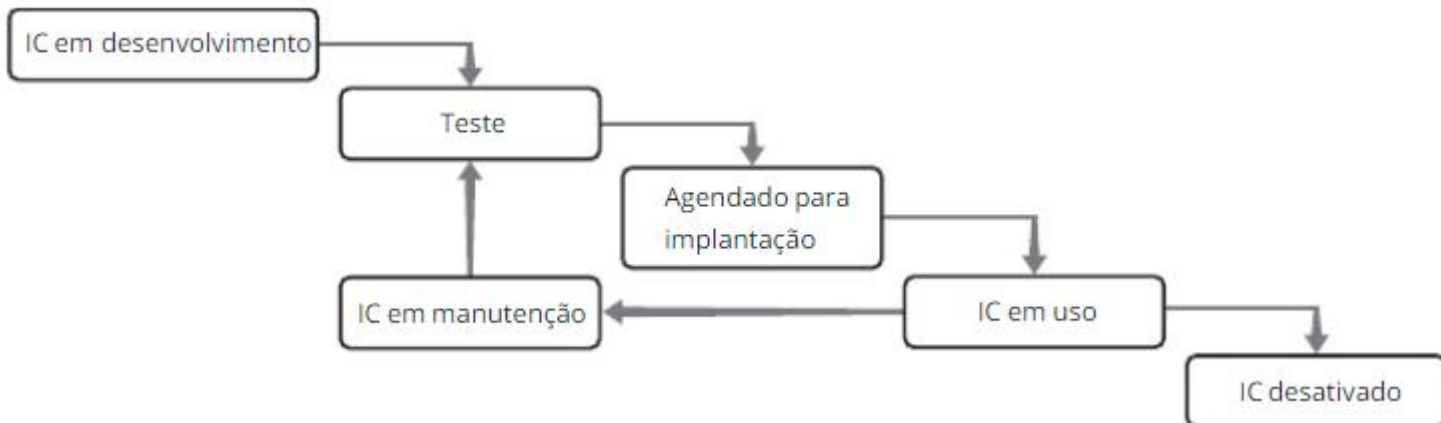 IC em desenvolvimento
Teste
Agendado para
implantação
IC em manutenção
IC em uso
IC desativado